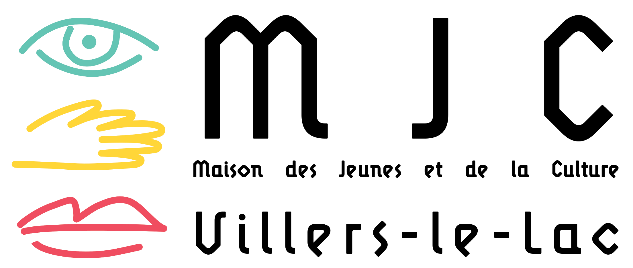 MJC
Maison des Jeunes et de la Culture
Villers-le-Lac